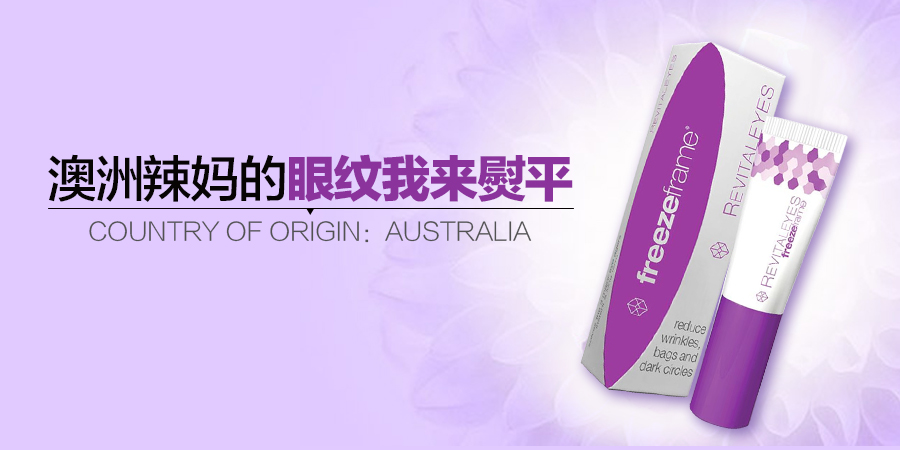 澳洲辣妈的眼纹我来熨平
COUNTRY OF ORIGIN：AUSTRALIA
REVITALEYES
freezeframe®
REVITALEYES
reduce
wrinkles,
bags and
dark circles
REVITALEYES
freezeframe